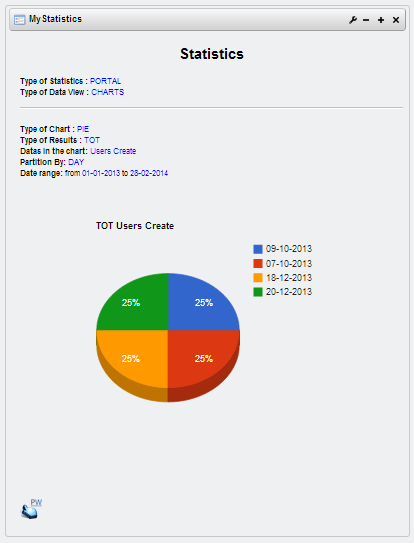 My Statistics
Statistics
Type of Statistics : PORTAL
Type of Data View : CHARTS
Type of Chart : PIE
Type of Results : TOT
Datas in the chart: Users Create
Partition By: DAY
Date range: from 01-01-2013 to 28-02-2014
TOT Users Create
09-10-2013
07-10-2013
18-12-2013
20-12-2013
25% 25%
25% 25%
PW